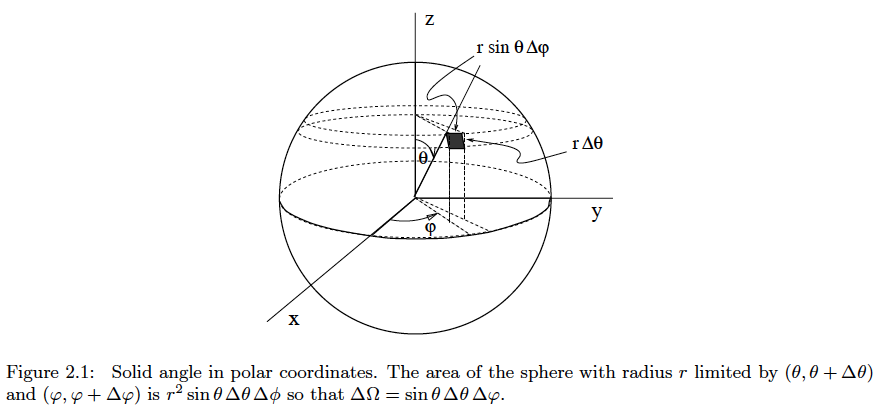 z
r sin θ Δφ
r Δθ
θ
y
φ
x
Figure 2.1: Solid angle in polar coordinates. The area of the sphere with radius r limited by (θ, θ + Δθ)
and (φ, φ + Δφ) is r² sin θ Δθ Δϕ so that ΔΩ = sin θ Δθ Δφ.